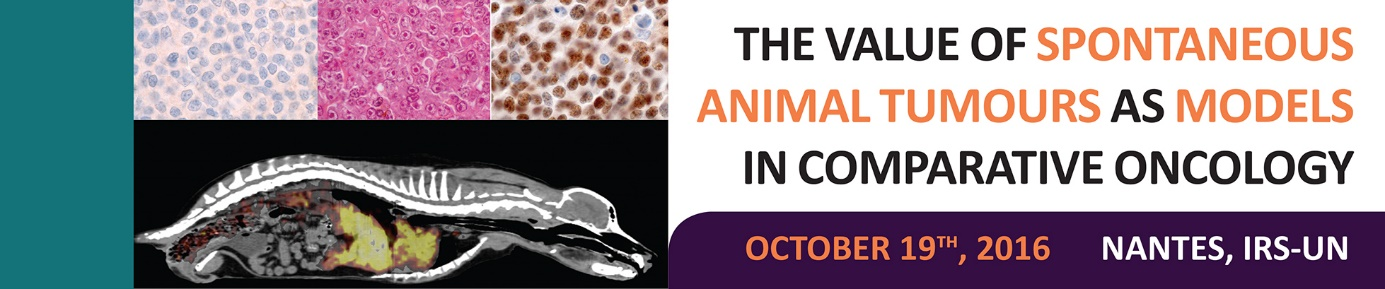 THE VALUE OF SPONTANEOUS
ANIMAL TUMOURS AS MODELS
IN COMPARATIVE ONCOLOGY
OCTOBER 19TH, 2016 NANTES, IRS-UN